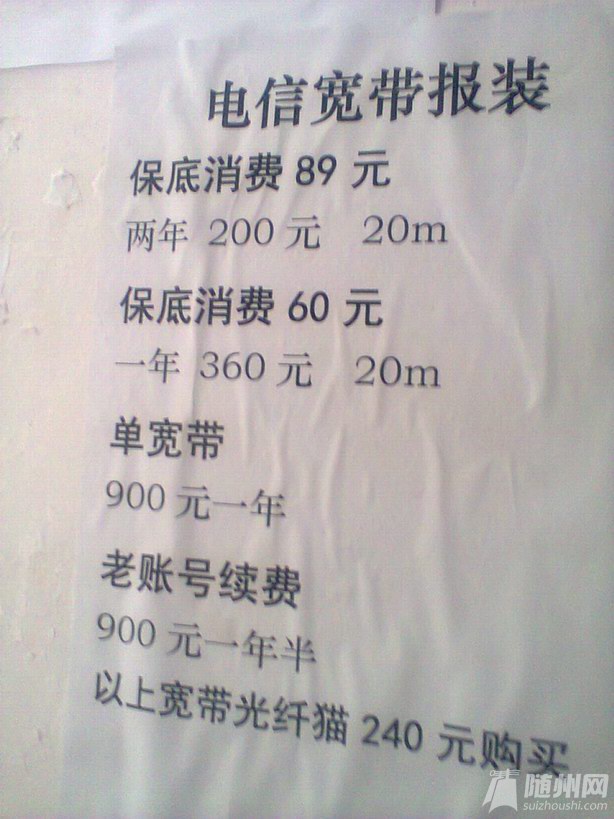 电信宽带报装
保底消费 89 元
两年 200 元 20m
保底消费 60 元
一年 360 元 20m
单宽带
900 元一年
老账号续费
900 元一年半
以上宽带光纤猫 240 元购买
随州网
suizhoushi.com